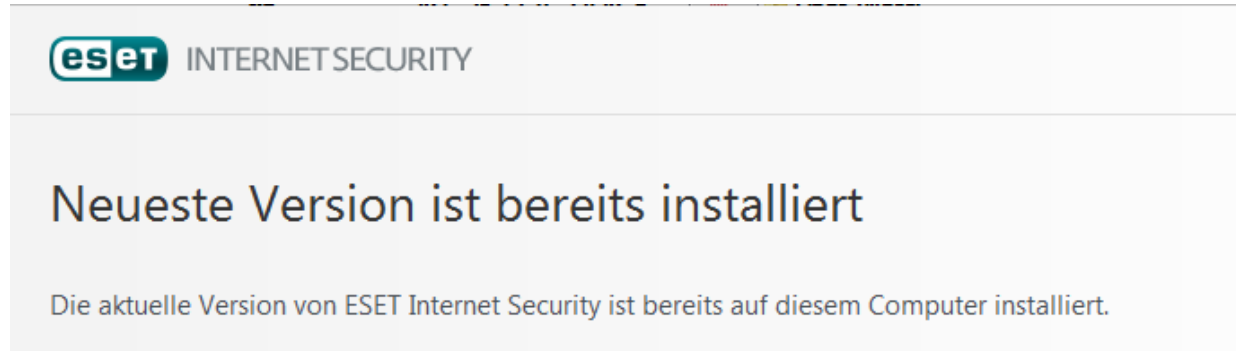 eset INTERNET SECURITY
Neueste Version ist bereits installiert
Die aktuelle Version von ESET Internet Security ist bereits auf diesem Computer installiert.